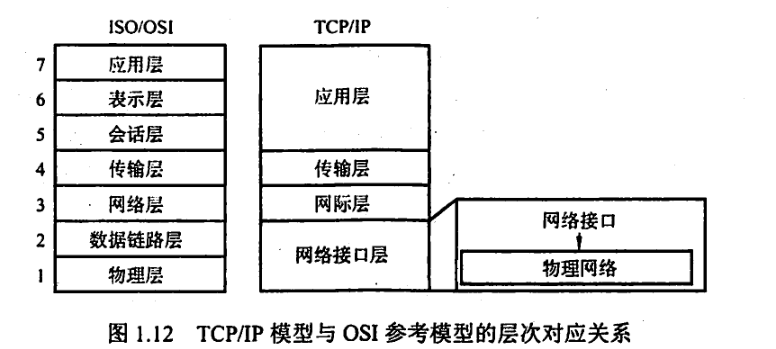 ISO/OSI
TCP/IP
7
应用层
6
表示层
5
会话层
4
传输层
3
网络层
2
数据链路层
1
物理层
应用层
传输层
网际层
网络接口层
网络接口
物理网络
图 1.12 TCP/IP 模型与 OSI 参考模型的层次对应关系